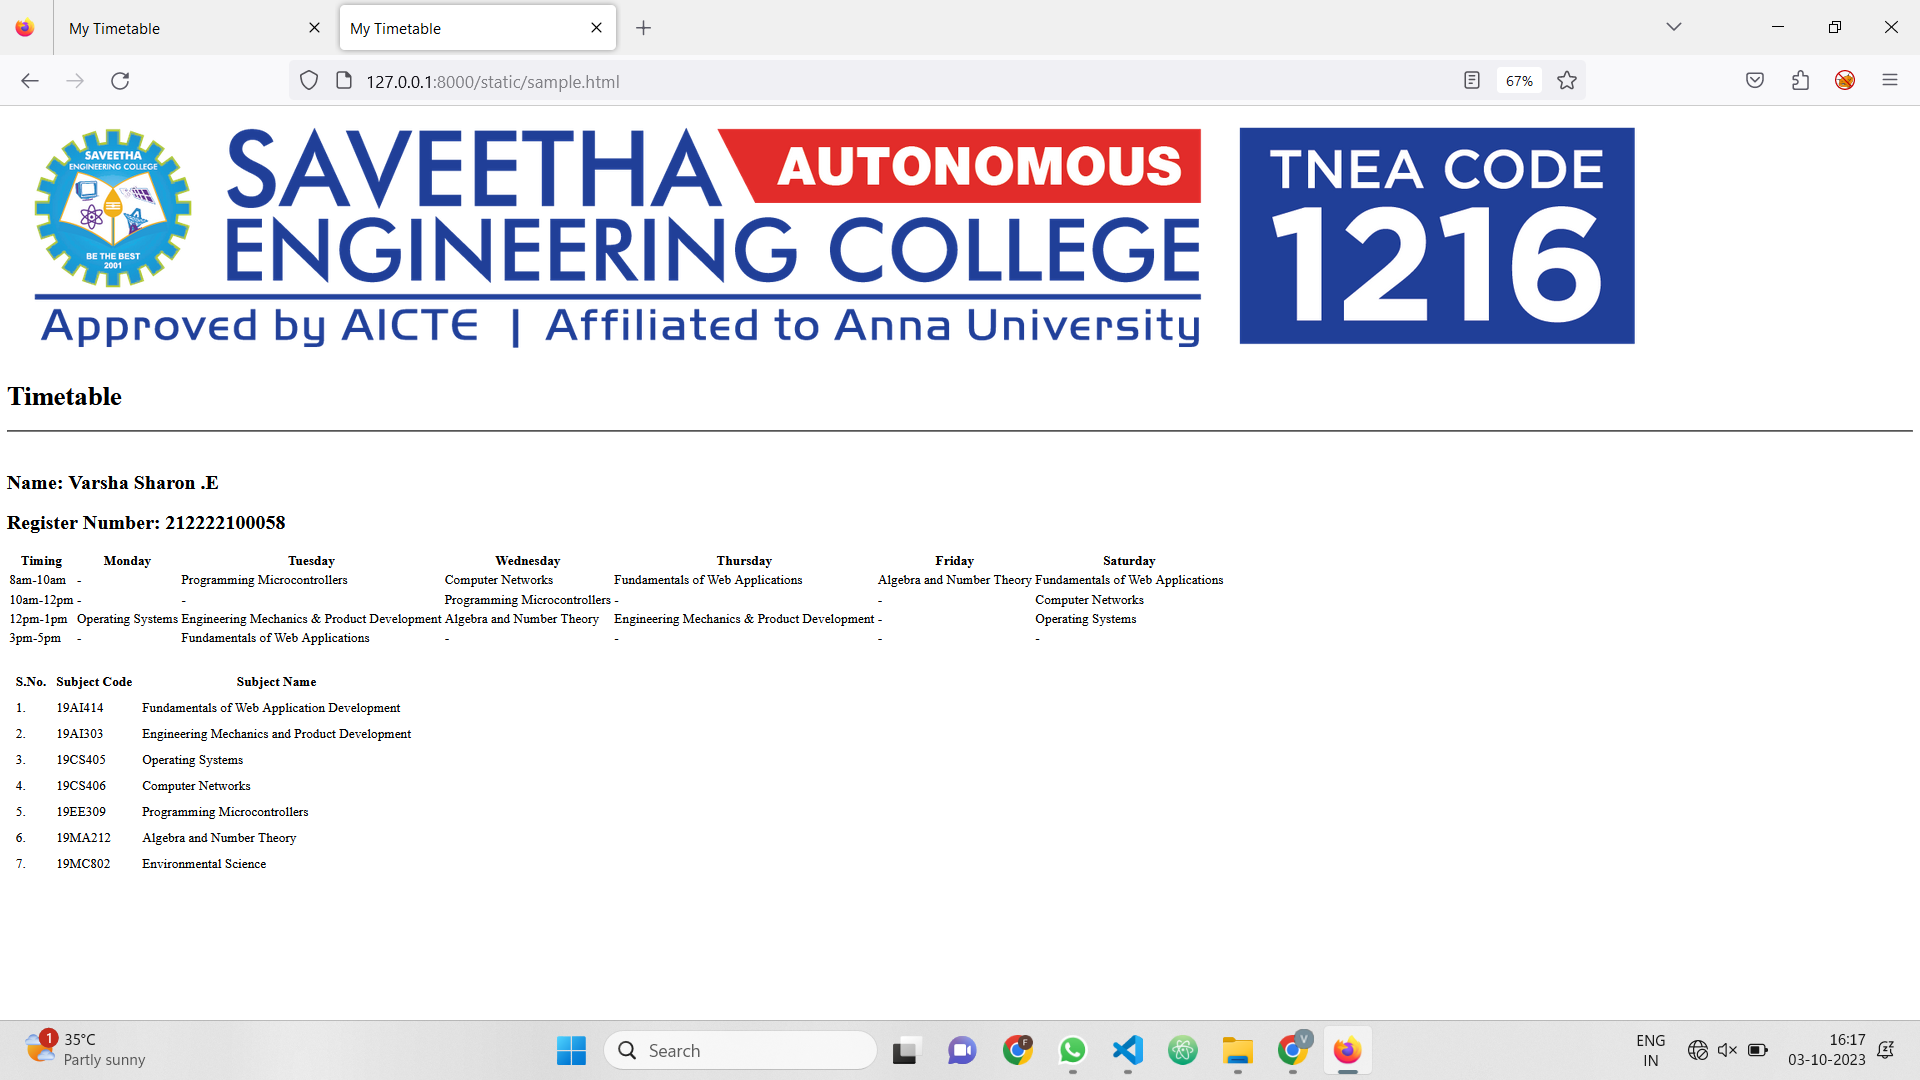 My Timetable
My Timetable
127.0.0.1:8000/static/sample.html
67%
SAVEETHA
ENGINEERING COLLEGE
BE THE BEST
2001
SAVEETHA AUTONOMOUS
ENGINEERING COLLEGE
Approved by AICTE | Affiliated to Anna University
TNEA CODE
1216
Timetable
Name: Varsha Sharon .E
Register Number: 212222100058
Timing Monday Tuesday Wednesday Thursday Friday Saturday
8am-10am - Programming Microcontrollers Computer Networks Fundamentals of Web Applications Algebra and Number Theory Fundamentals of Web Applications
10am-12pm - - Programming Microcontrollers - - Computer Networks
12pm-1pm Operating Systems Engineering Mechanics & Product Development Algebra and Number Theory Engineering Mechanics & Product Development - Operating Systems
3pm-5pm - Fundamentals of Web Applications - - - -
S.No. Subject Code Subject Name
1. 19AI414 Fundamentals of Web Application Development
2. 19AI303 Engineering Mechanics and Product Development
3. 19CS405 Operating Systems
4. 19CS406 Computer Networks
5. 19EE309 Programming Microcontrollers
6. 19MA212 Algebra and Number Theory
7. 19MC802 Environmental Science
1
35°C
Partly sunny
Search
F
V
ENG
IN
16:17
03-10-2023